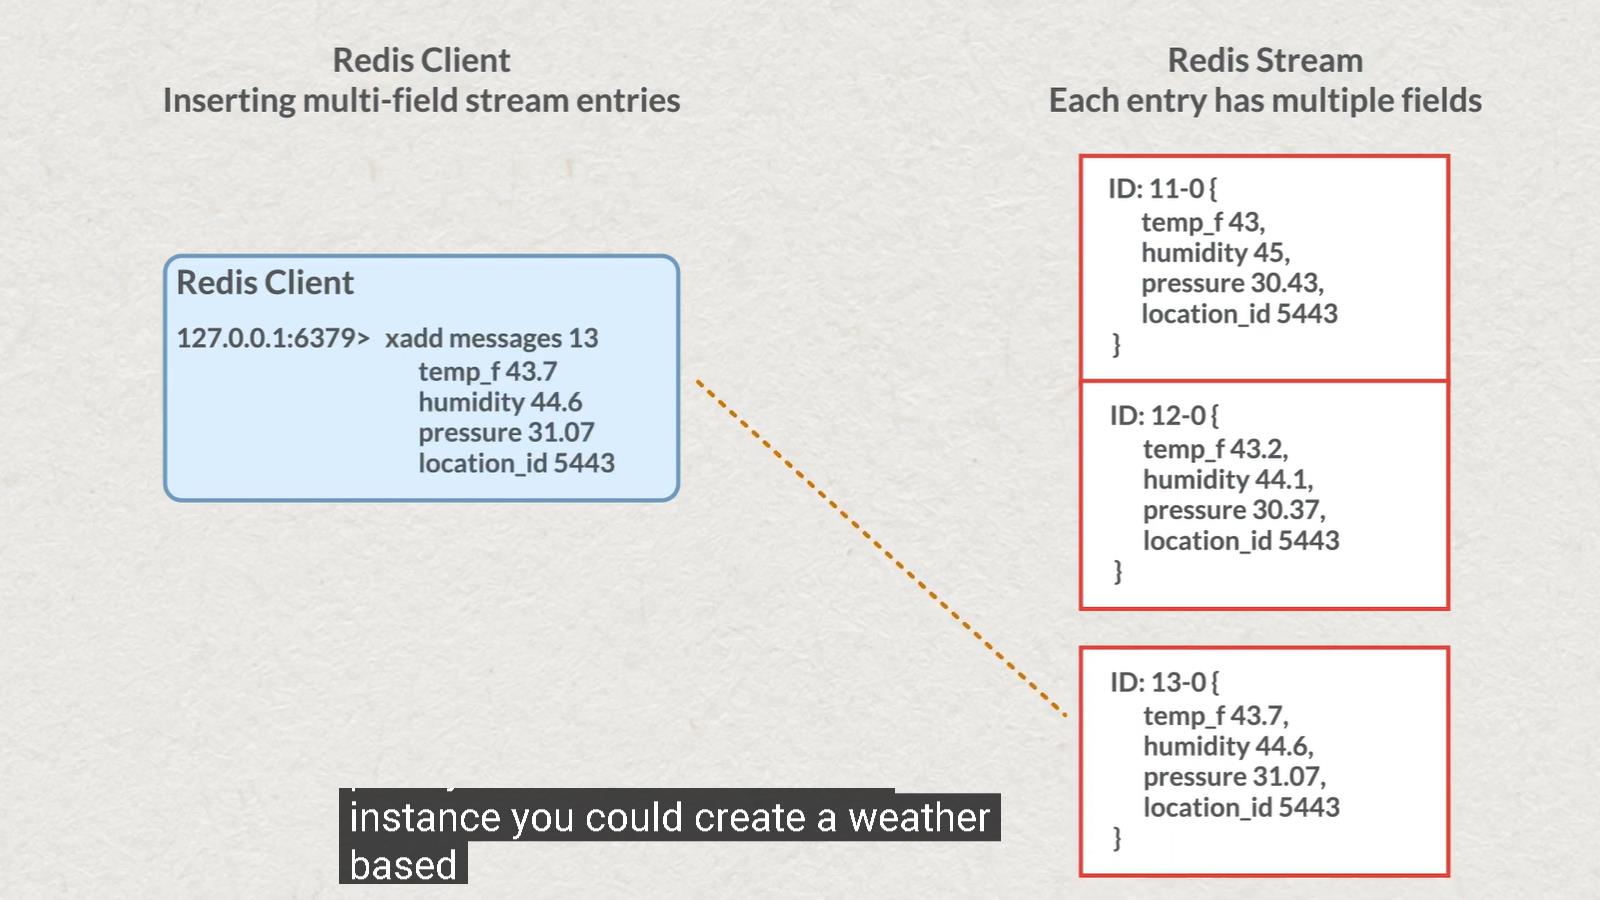 Redis Client
Inserting multi-field stream entries
Redis Client
127.0.0.1:6379> xadd messages 13
temp_f 43.7
humidity 44.6
pressure 31.07
location_id 5443
Redis Stream
Each entry has multiple fields
ID: 11-0 {
temp_f 43,
humidity 45,
pressure 30.43,
location_id 5443
}
ID: 12-0 {
temp_f 43.2,
humidity 44.1,
pressure 30.37,
location_id 5443
}
ID: 13-0 {
temp_f 43.7,
humidity 44.6,
pressure 31.07,
location_id 5443
}
instance you could create a weather
based